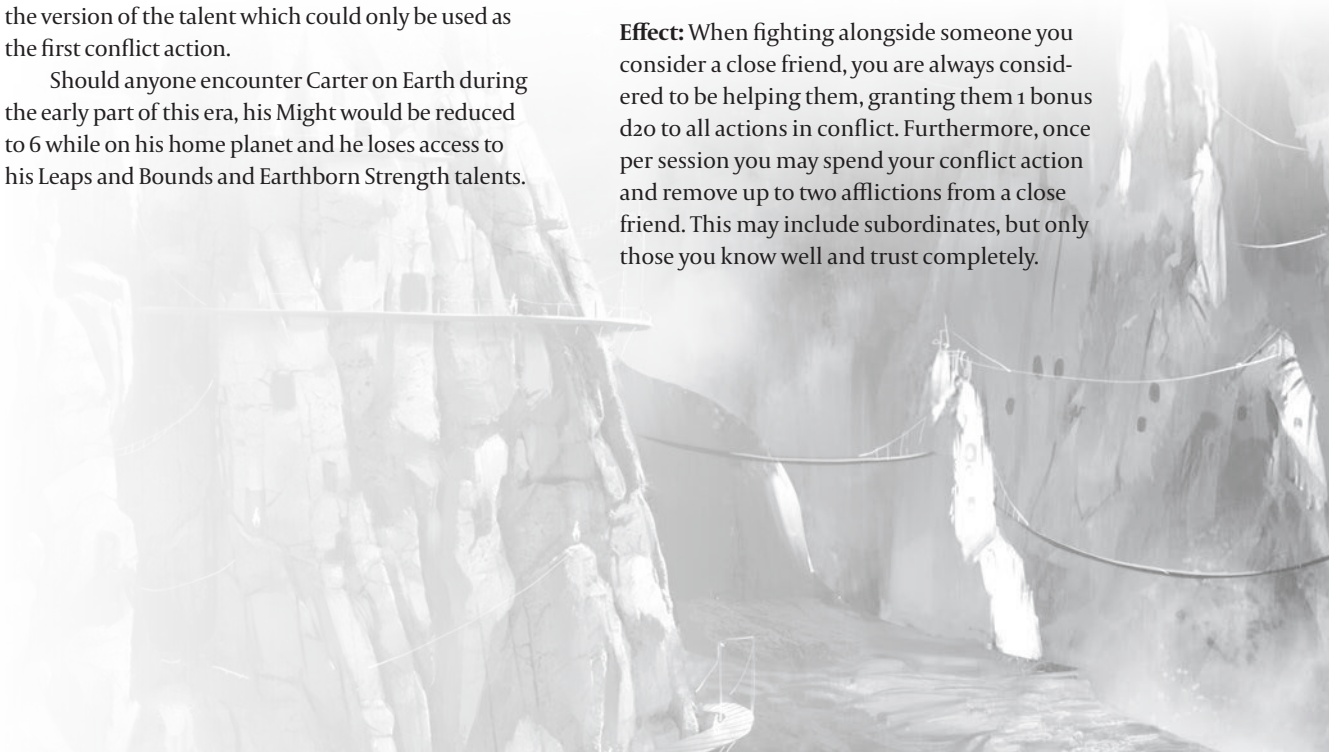 the version of the talent which could only be used as
the first conflict action.
Should anyone encounter Carter on Earth during
the early part of this era, his Might would be reduced
to 6 while on his home planet and he loses access to
his Leaps and Bounds and Earthborn Strength talents.
Effect: When fighting alongside someone you
consider a close friend, you are always consid-
ered to be helping them, granting them 1 bonus
d20 to all actions in conflict. Furthermore, once
per session you may spend your conflict action
and remove up to two afflictions from a close
friend. This may include subordinates, but only
those you know well and trust completely.